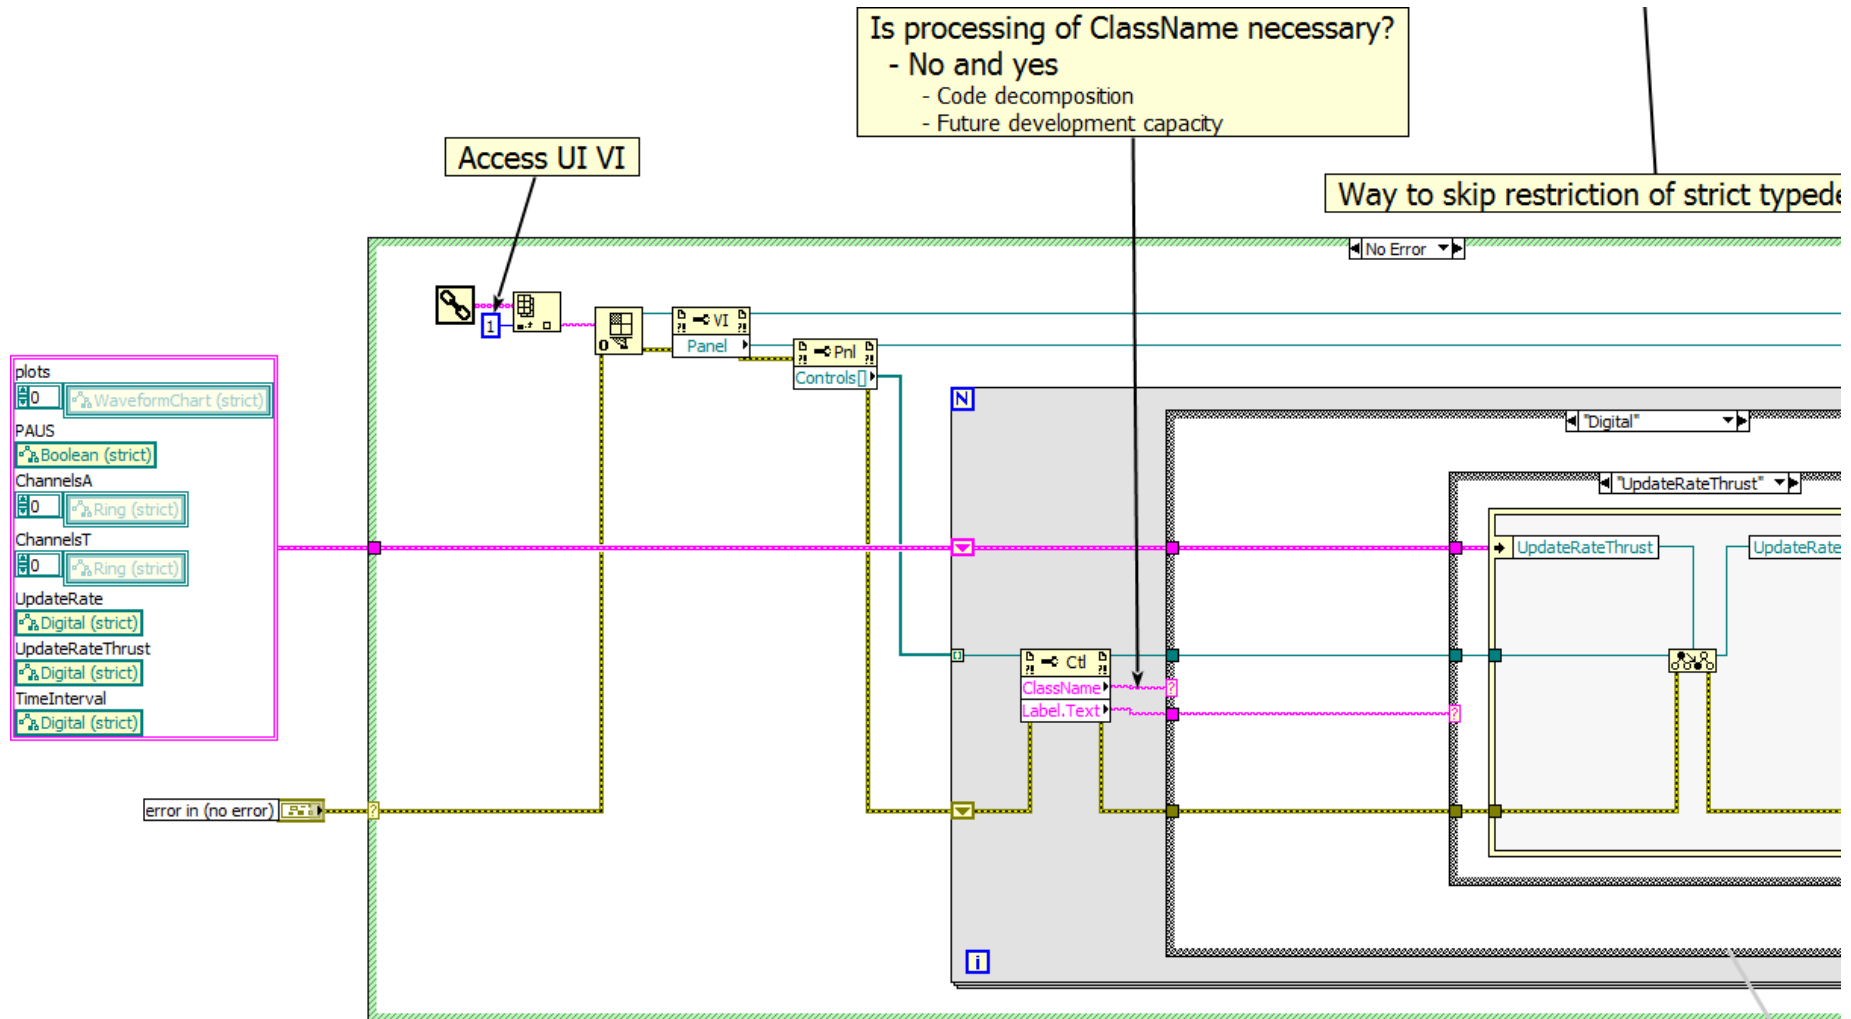 Is processing of ClassName necessary?
- No and yes
- Code decomposition
- Future development capacity
Access UI VI
Way to skip restriction of strict typede
No Error
1
VI
Panel
Pnl
Controls[]
plots
0
WaveformChart (strict)
PAUS
Boolean (strict)
ChannelsA
0
Ring (strict)
ChannelsT
0
Ring (strict)
UpdateRate
Digital (strict)
UpdateRateThrust
Digital (strict)
TimeInterval
Digital (strict)
error in (no error)
N
"Digital"
"UpdateRateThrust"
UpdateRateThrust
UpdateRate
Ctl
ClassName
Label.Text
i